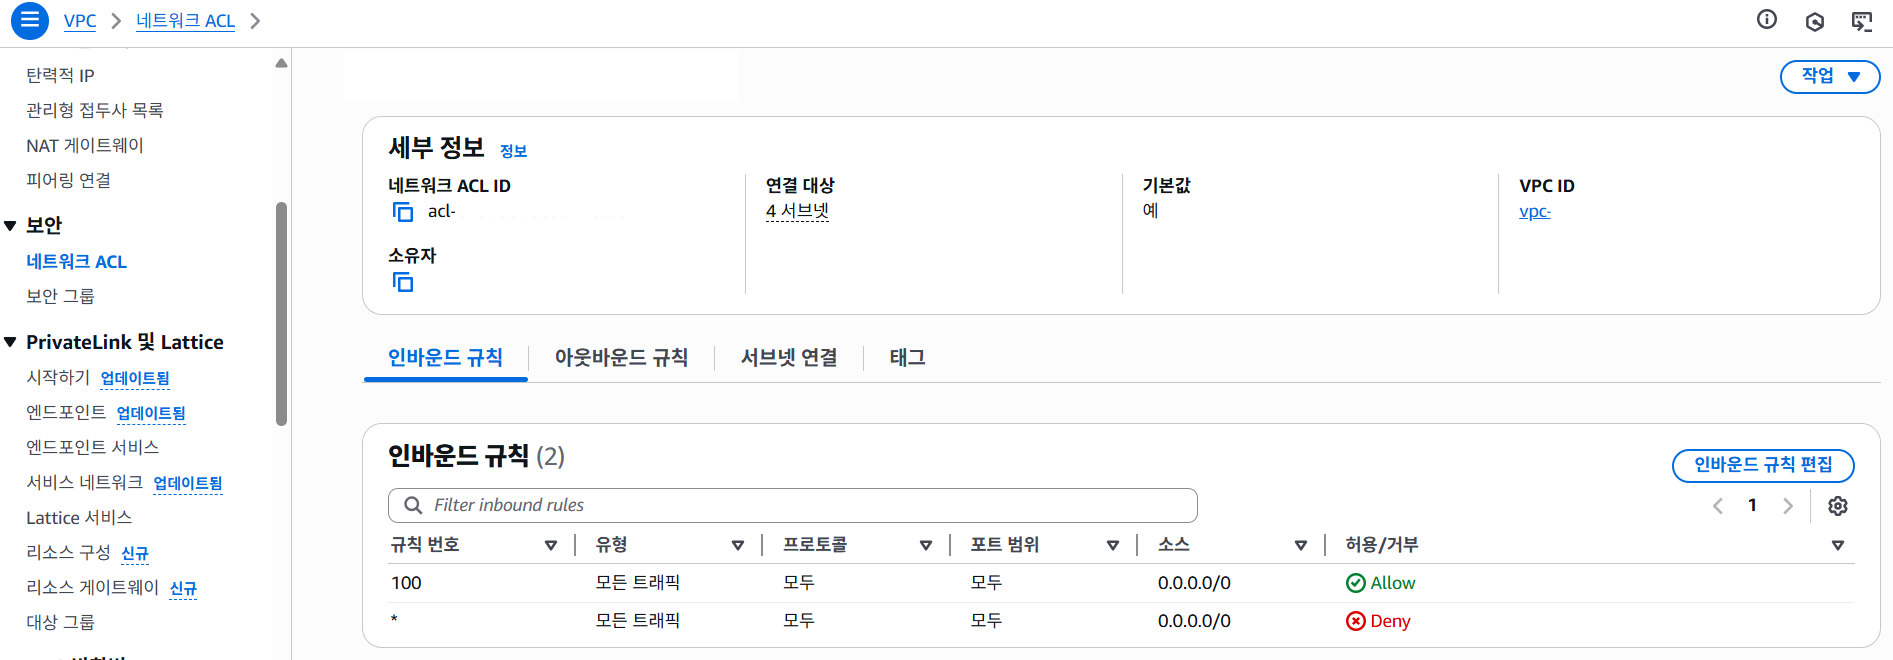 VPC > 네트워크 ACL >
탄력적 IP
관리형 접두사 목록
NAT 게이트웨이
피어링 연결
보안
네트워크 ACL
보안 그룹
PrivateLink 및 Lattice
시작하기 업데이트됨
엔드포인트 업데이트됨
엔드포인트 서비스
서비스 네트워크 업데이트됨
Lattice 서비스
리소스 구성 신규
리소스 게이트웨이 신규
대상 그룹
작업
세부 정보 정보
네트워크 ACL ID
acl-
소유자
연결 대상
4 서브넷
기본값
예
VPC ID
vpc-
인바운드 규칙 아웃바운드 규칙 서브넷 연결 태그
인바운드 규칙 (2)
인바운드 규칙 편집
Filter inbound rules
1
규칙 번호 유형 프로토콜 포트 범위 소스 허용/거부
100 모든 트래픽 모두 모두 0.0.0.0/0 Allow
* 모든 트래픽 모두 모두 0.0.0.0/0 Deny